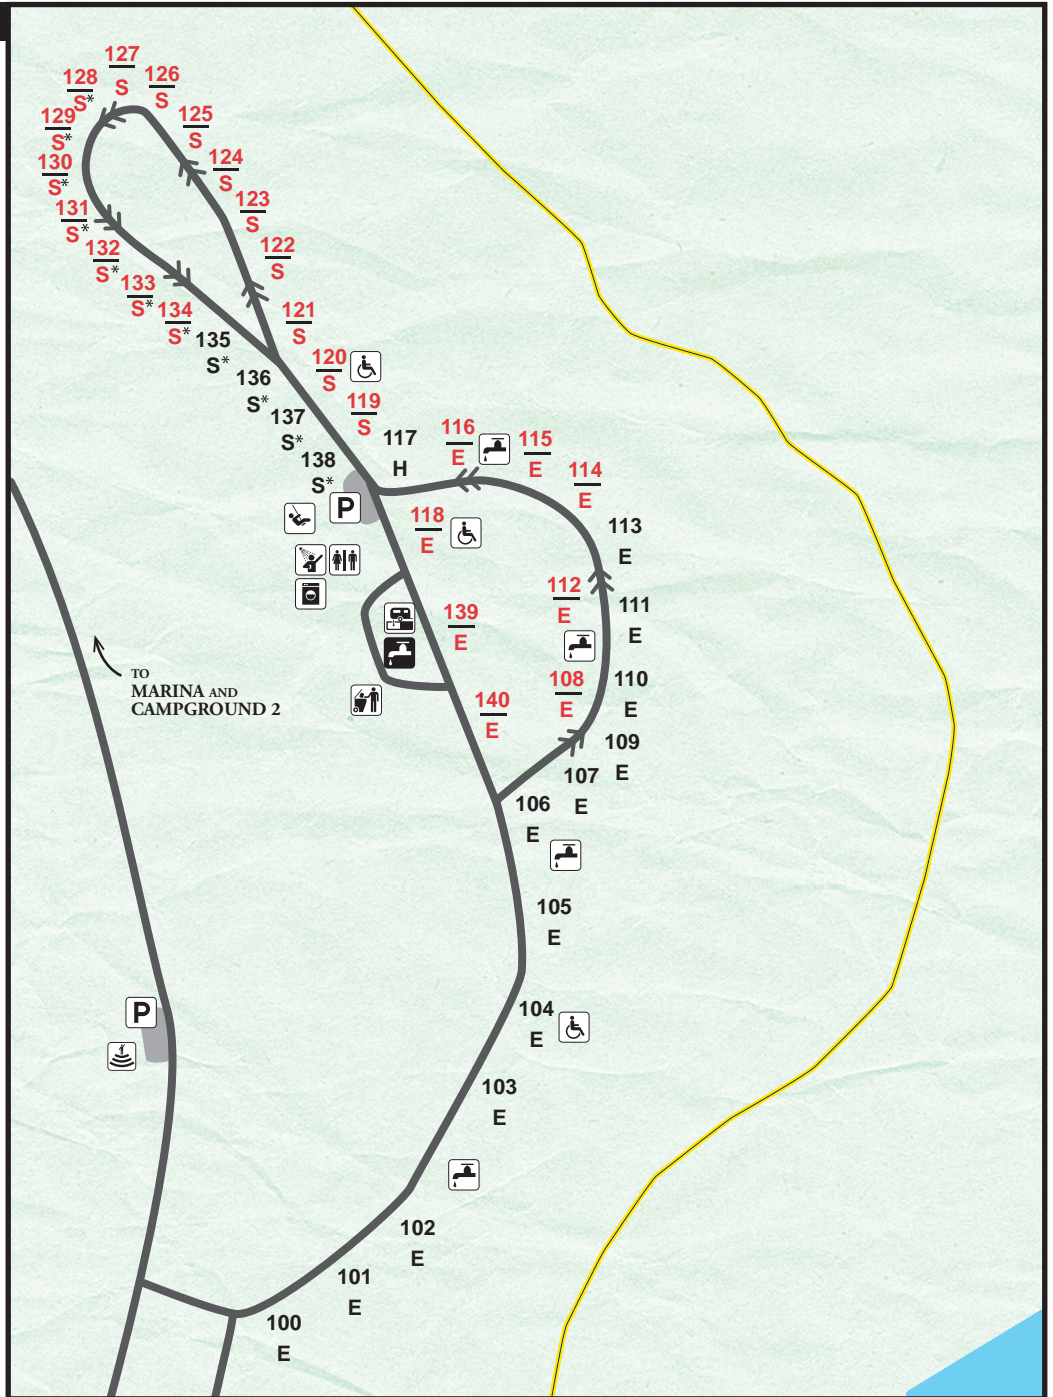 127
S
128
S*
126
S
129
S*
125
S
130
S*
124
S
131
S*
123
S
132
S*
122
S
133
S*
134
S*
121
S
135
S*
120
S
136
S*
119
S
137
S*
117
H
116
E
115
E
138
S*
114
E
P
118
E
113
E
112
E
111
E
139
E
TO
MARINA AND
CAMPGROUND 2
108
E
110
E
140
E
109
E
107
E
106
E
105
E
P
104
E
103
E
102
E
101
E
100
E